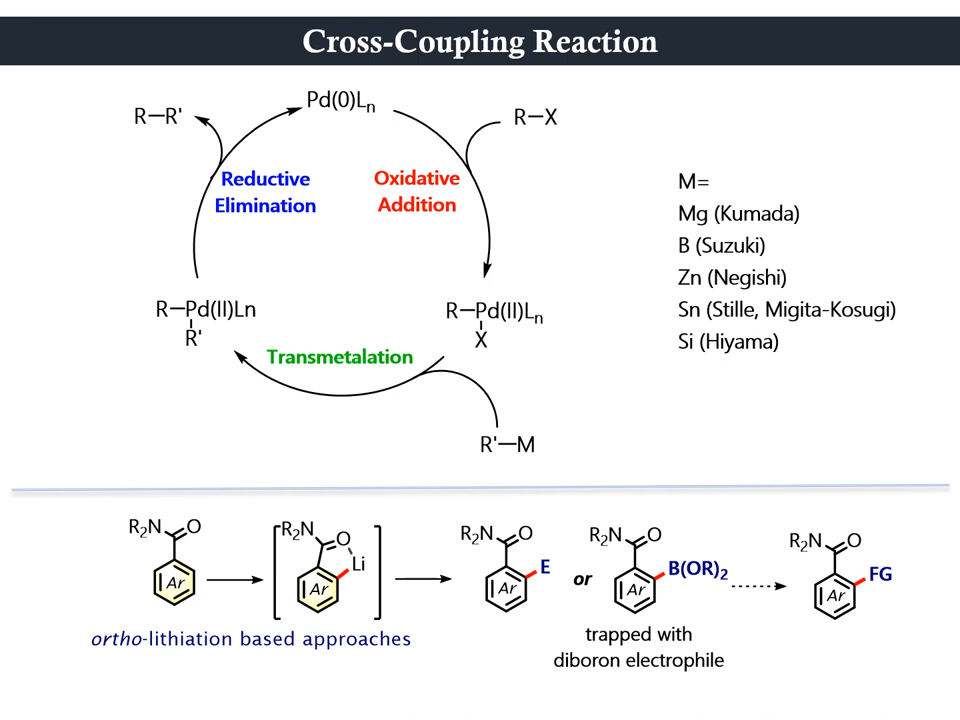 Cross-Coupling Reaction
Pd(0)Ln
R–R'
R–X
Reductive
Elimination
Oxidative
Addition
M=
Mg (Kumada)
B (Suzuki)
Zn (Negishi)
Sn (Stille, Migita-Kosugi)
Si (Hiyama)
R–Pd(II)Ln
R'
R–Pd(II)Ln
X
Transmetalation
R'–M
R2N
O
Ar
R2N
O
Li
Ar
R2N
O
E
Ar
or
R2N
O
B(OR)2
Ar
R2N
O
FG
Ar
ortho-lithiation based approaches
trapped with
diboron electrophile